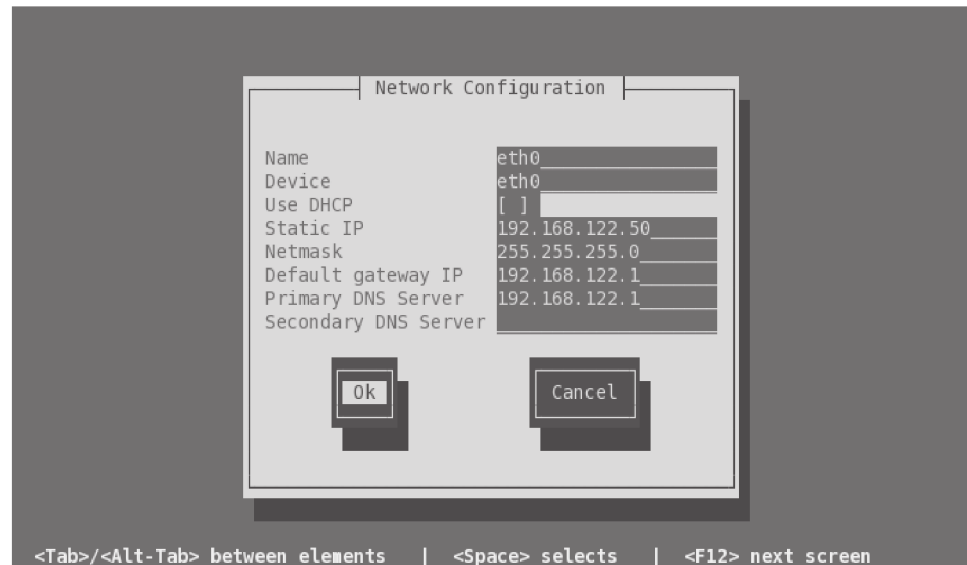 Network Configuration
Name eth0
Device eth0
Use DHCP [ ]
Static IP 192.168.122.50
Netmask 255.255.255.0
Default gateway IP 192.168.122.1
Primary DNS Server 192.168.122.1
Secondary DNS Server
Ok Cancel
<Tab>/<Alt-Tab> between elements | <Space> selects | <F12> next screen